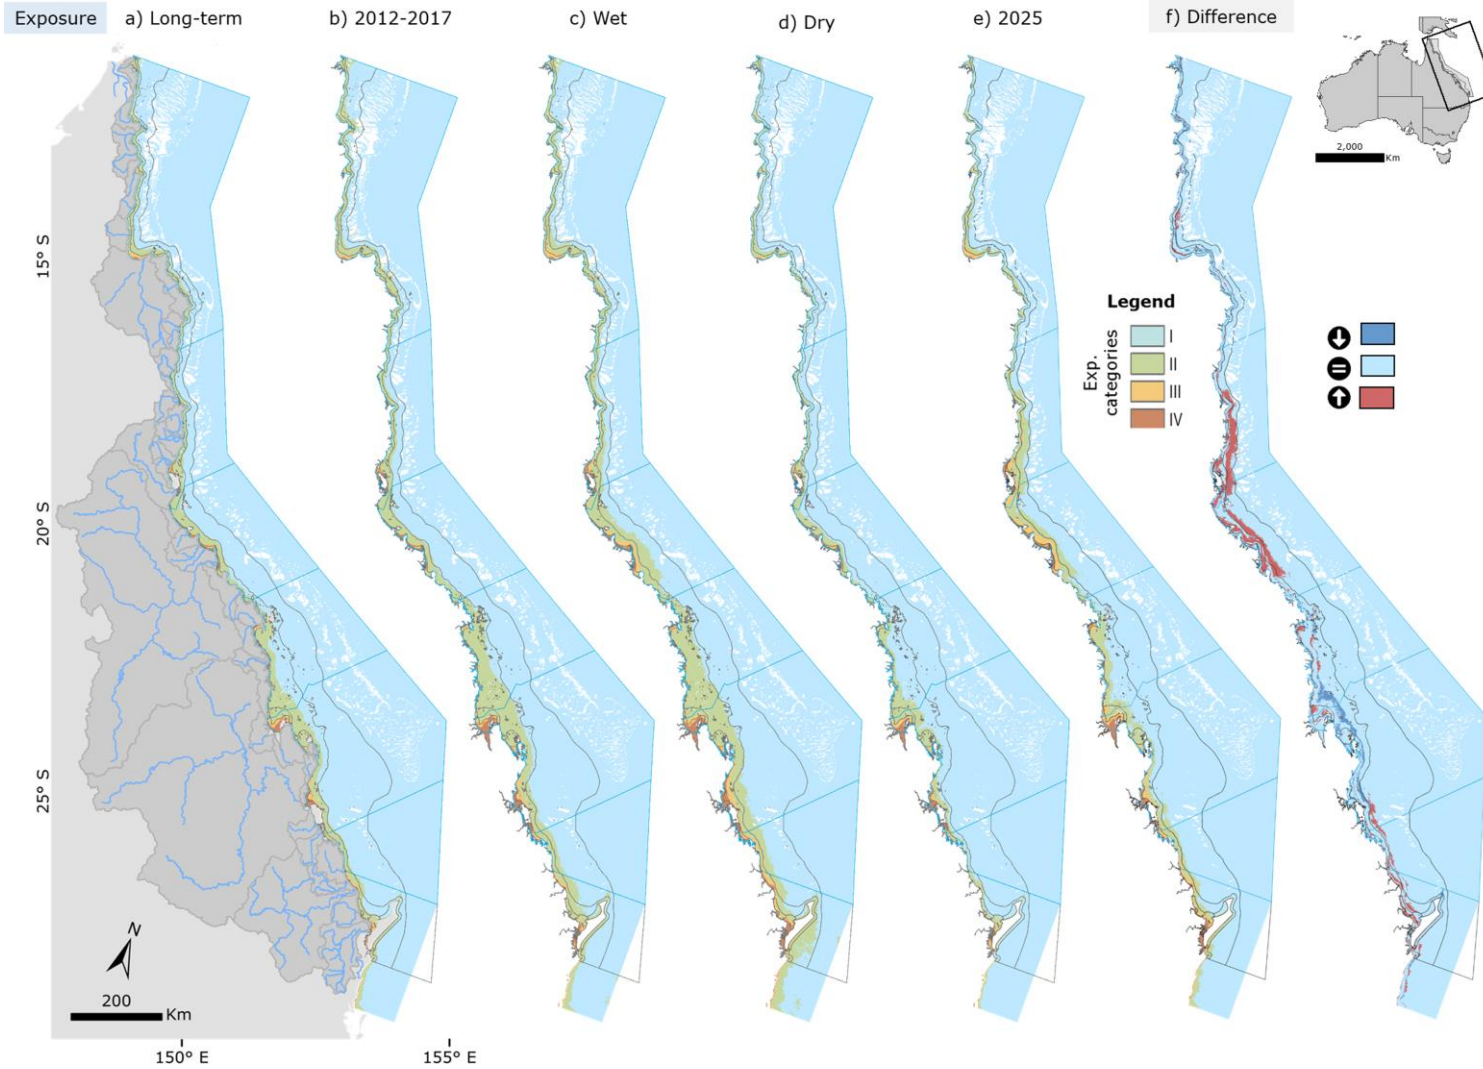 Exposure
a) Long-term
b) 2012-2017
c) Wet
d) Dry
e) 2025
f) Difference
2,000
Km
15° S
20° S
25° S
Legend
Exp.
categories
I
II
III
IV
N
200
Km
150° E
155° E